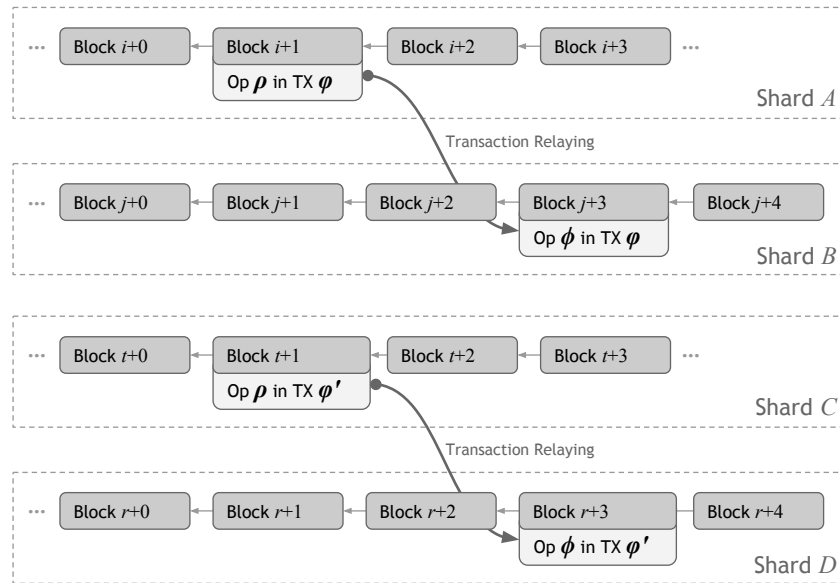 ... Block i+0 Block i+1 Block i+2 Block i+3 ...
Op ρ in TX φ
Shard A
Transaction Relaying
... Block j+0 Block j+1 Block j+2 Block j+3 Block j+4
Op ϕ in TX φ
Shard B
... Block t+0 Block t+1 Block t+2 Block t+3 ...
Op ρ in TX φ'
Shard C
Transaction Relaying
... Block r+0 Block r+1 Block r+2 Block r+3 Block r+4
Op ϕ in TX φ'
Shard D